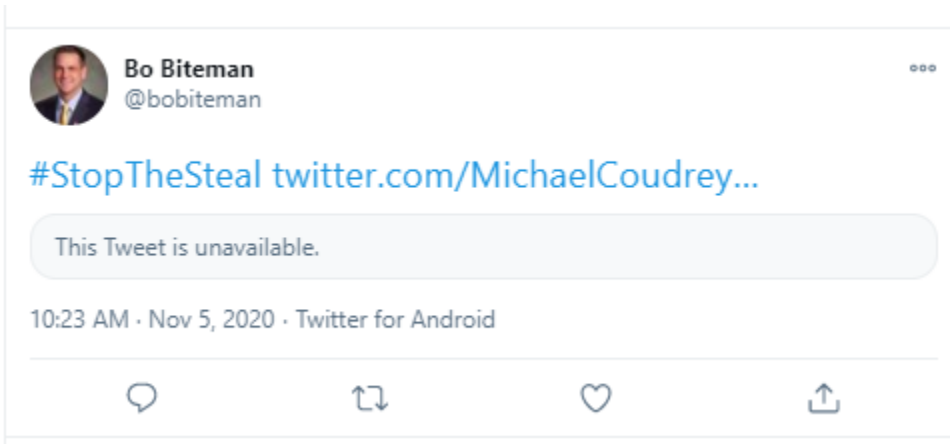 Bo Biteman
@bobiteman
#StopTheSteal twitter.com/MichaelCoudrey...
This Tweet is unavailable.
10:23 AM · Nov 5, 2020 · Twitter for Android